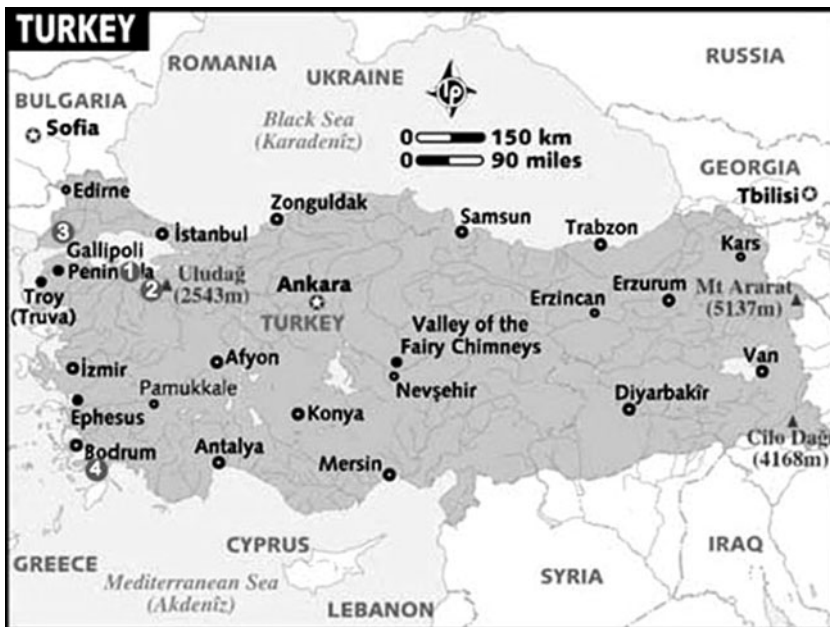 TURKEY
ROMANIA
UKRAINE
RUSSIA
BULGARIA
Sofia
Black Sea
(Karadenîz)
lp
0 150 km
0 90 miles
GEORGIA
Tbilisi
Edîrne
Zonguldak
Samsun
Trabzon
Kars
3
İstanbul
Gallipoli
Peninsula
1
2
Uludağ
(2543m)
Troy
(Truva)
Ankara
TURKEY
Erzincan
Erzurum
Mt Ararat
(5137m)
Valley of the
Fairy Chimneys
Nevşehir
İzmir
Afyon
Van
Pamukkale
Ephesus
Konya
Diyarbakîr
Bodrum
4
Antalya
Mersin
Cilo Daği
(4168m)
GREECE
CYPRUS
Mediterranean Sea
(Akdenîz)
LEBANON
SYRIA
IRAQ